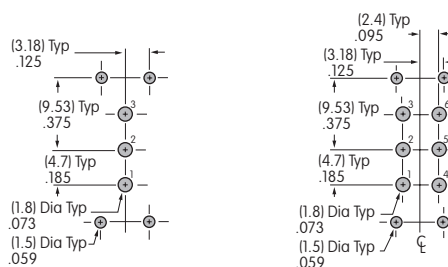 (3.18) Typ
.125
(9.53) Typ
.375
3
2
(4.7) Typ
.185
1
(1.8) Dia Typ
.073
(1.5) Dia Typ
.059
(2.4) Typ
.095
(3.18) Typ
.125
(9.53) Typ
.375
3 6
2 5
(4.7) Typ
.185
1 4
(1.8) Dia Typ
.073
(1.5) Dia Typ
.059
℄